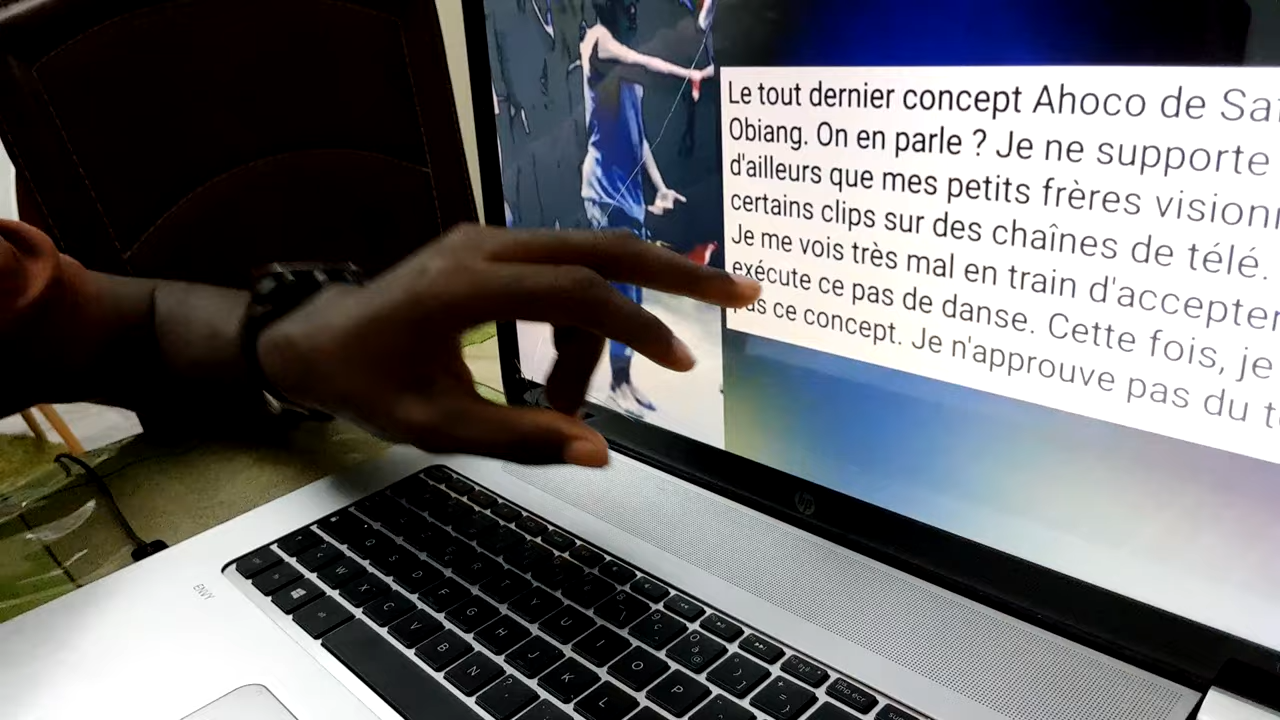 Le tout dernier concept Ahoco de
Obiang. On en parle ? Je ne supporte
d'ailleurs que mes petits frères
certains clips sur des chaînes de télé.
Je me vois très mal en train d'accepter
exécute ce pas de danse. Cette fois, je
pas ce concept. Je n'approuve pas du
hp
ENVY
Q S D F G H J K L
W X C V B N
E R T Y U I O P